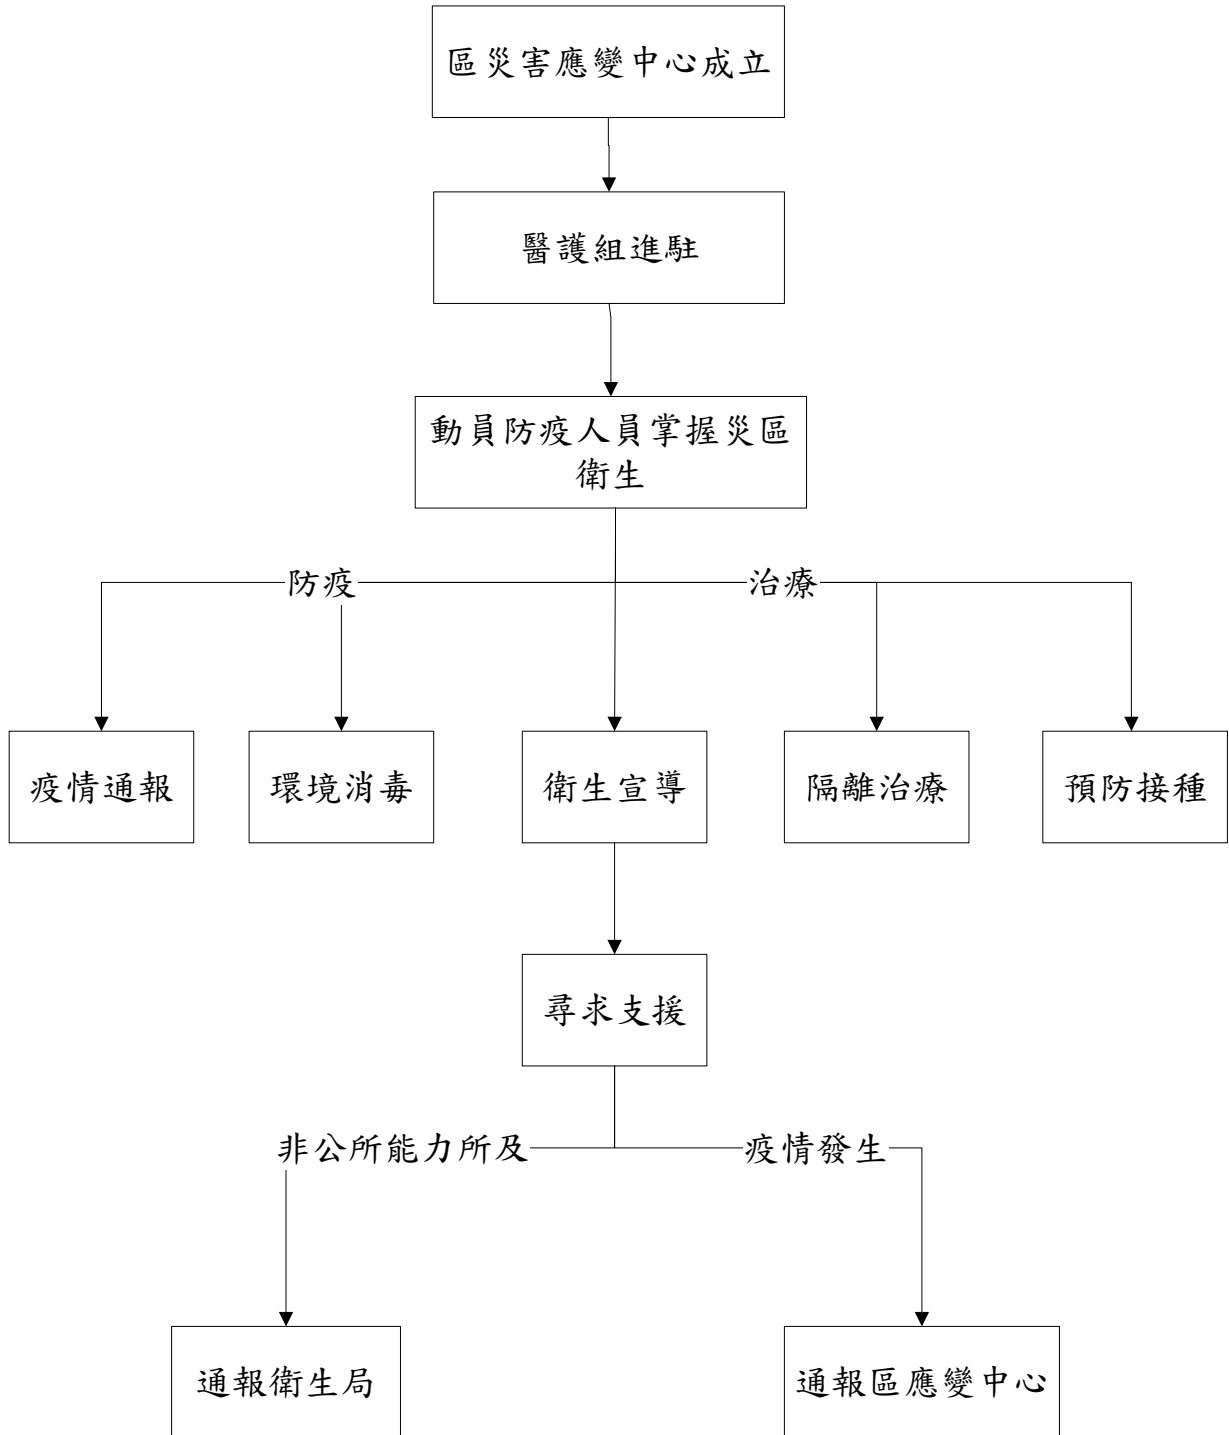 區災害應變中心成立
醫護組進駐
動員防疫人員掌握災區
衛生
防疫
治療
疫情通報
環境消毒
衛生宣導
隔離治療
預防接種
尋求支援
非公所能力所及
疫情發生
通報衛生局
通報區應變中心